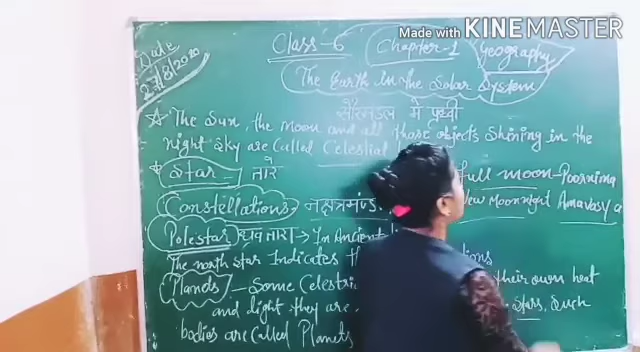 Made with KINEMASTER
Date
27/8/2020
Class-6 Chapter-1 Geography
The Earth in the Solar System
सौरमंडल में पृथ्वी
The Sun, the Moon and all those objects Shining in the
night Sky are Called Celestial
Star - तारे full moon - Poornima
Constellations नक्षत्रमंड New Moon night Amavasya
Polestar ध्रुव तारा → In Ancient
The north star Indicates
Planets - Some Celestial their own heat
and light, they are Stars, Such
bodies are Called Planets